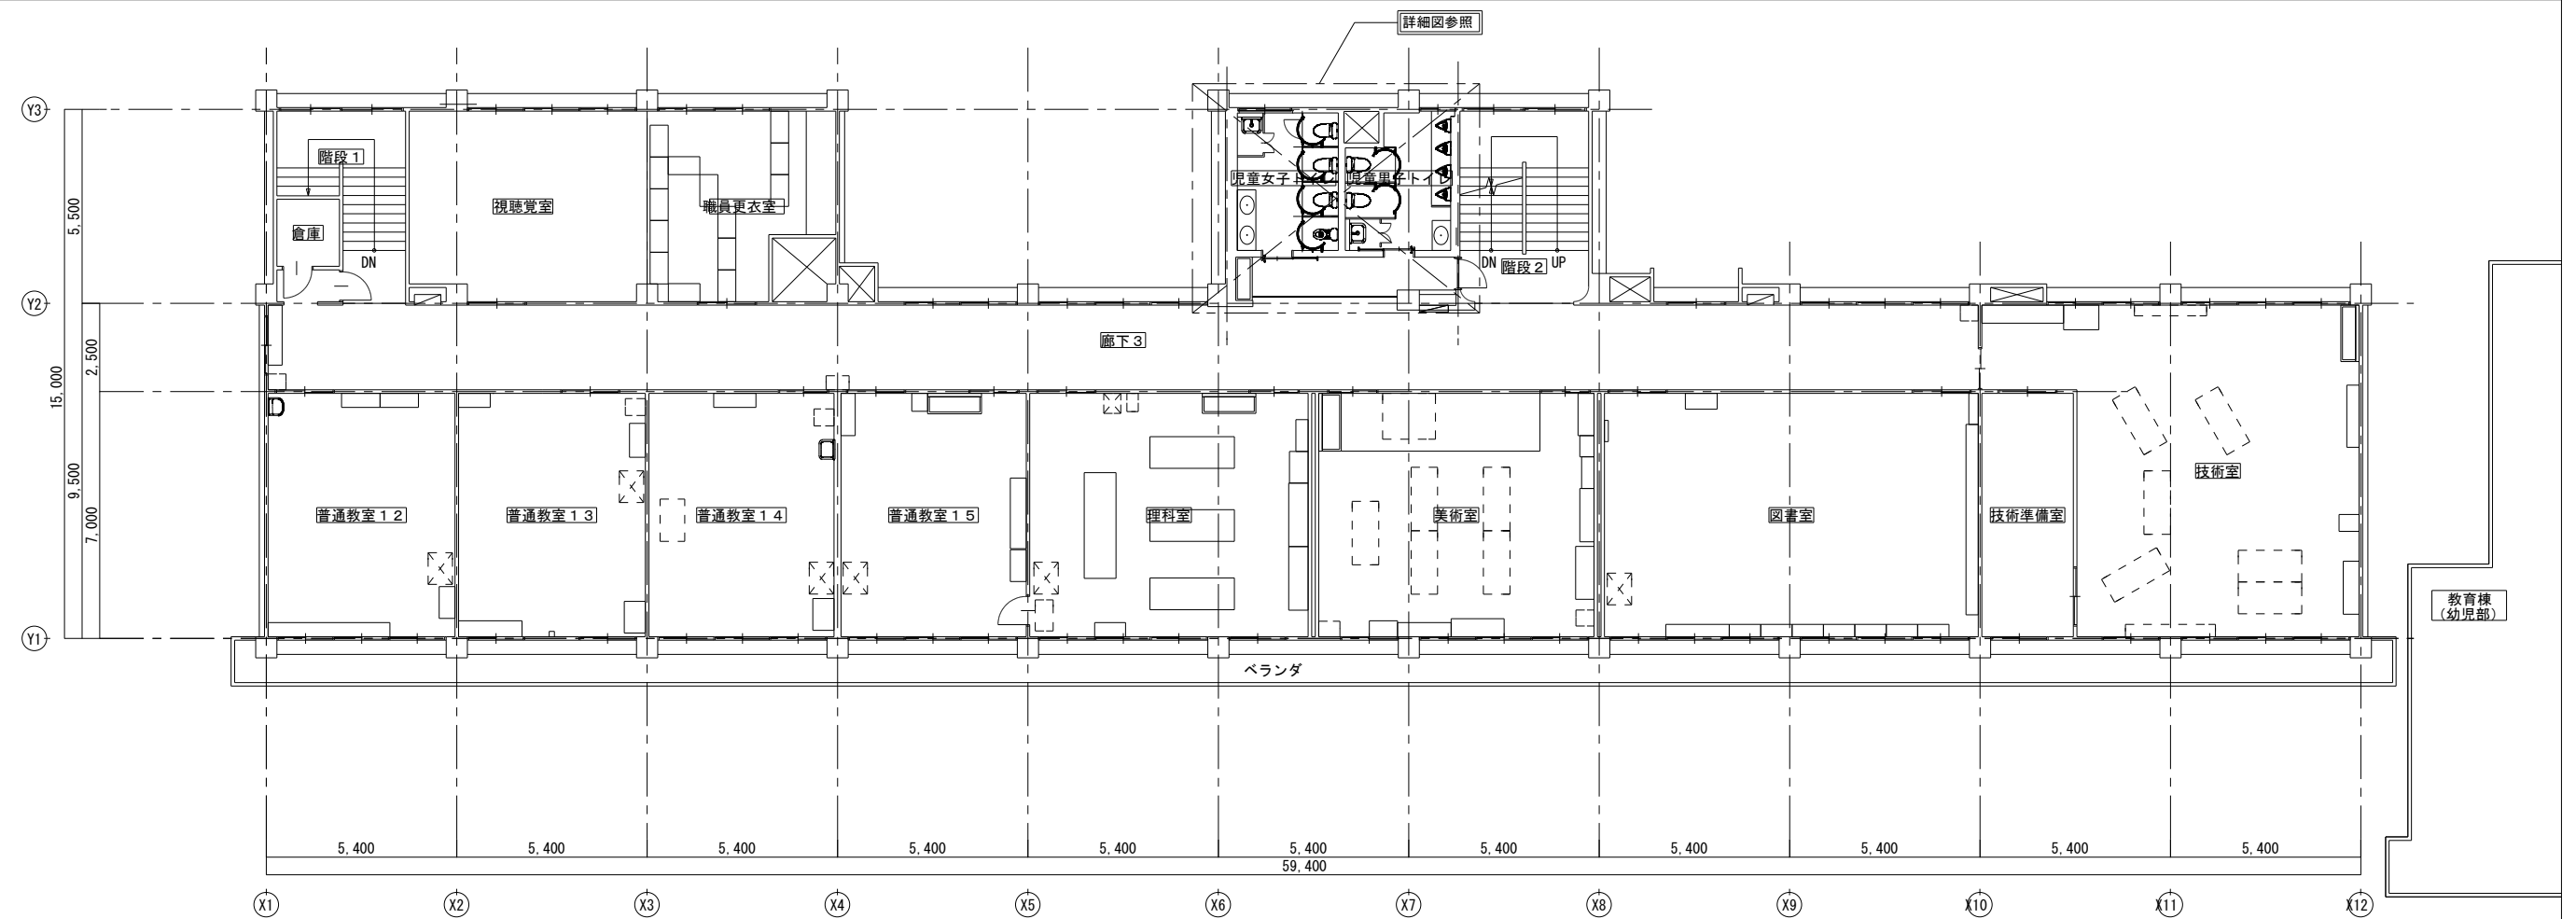 詳細図参照
Y3
階段1
視聴覚室
職員更衣室
児童女子トイレ
児童男子トイ
5,500
倉庫
DN
DN
階段2
UP
Y2
廊下3
2,500
15,000
9,500
7,000
普通教室12
普通教室13
普通教室14
普通教室15
理科室
美術室
図書室
技術準備室
技術室
教育棟
(幼児部)
Y1
ベランダ
5,400
5,400
5,400
5,400
5,400
5,400
5,400
5,400
5,400
5,400
5,400
59,400
X1
X2
X3
X4
X5
X6
X7
X8
X9
X10
X11
X12